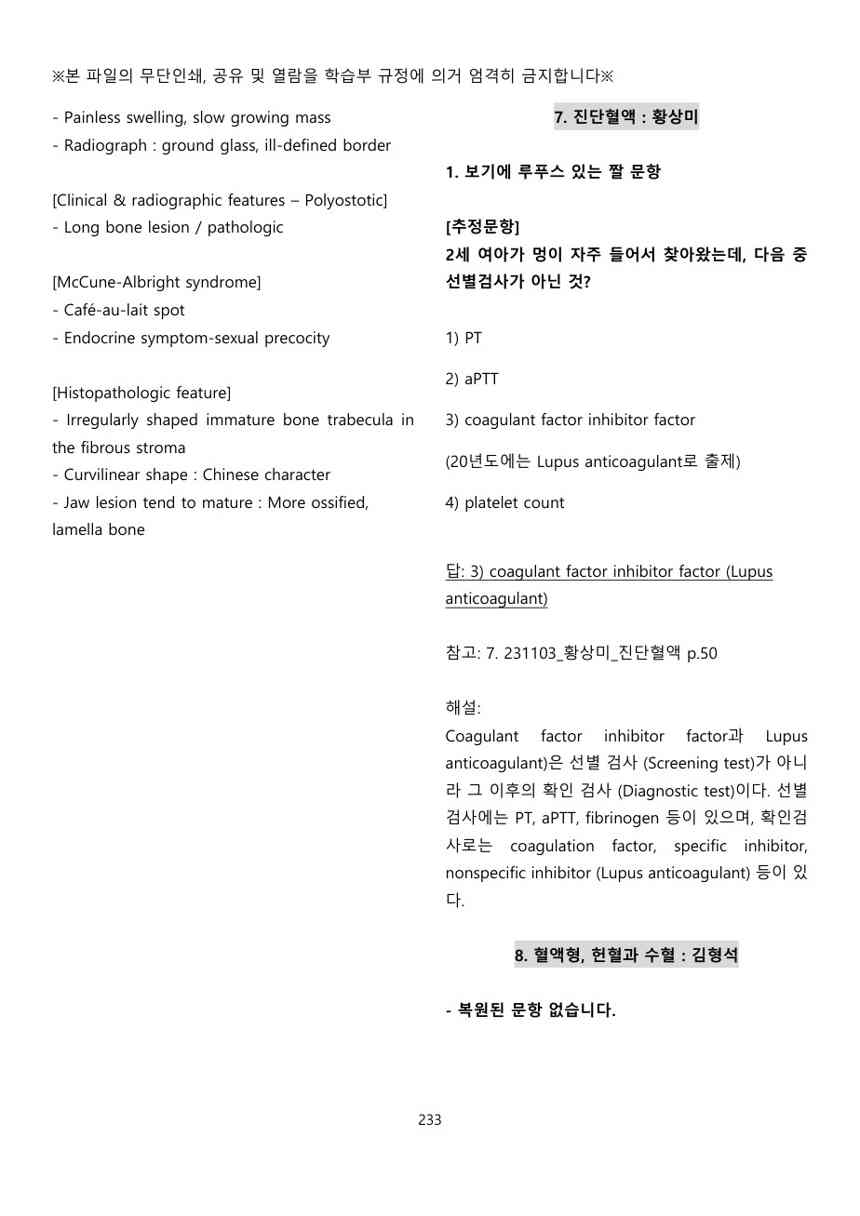 ※본 파일의 무단인쇄, 공유 및 열람을 학습부 규정에 의거 엄격히 금지합니다※
- Painless swelling, slow growing mass
- Radiograph : ground glass, ill-defined border
[Clinical & radiographic features – Polyostotic]
- Long bone lesion / pathologic
[McCune-Albright syndrome]
- Café-au-lait spot
- Endocrine symptom-sexual precocity
[Histopathologic feature]
- Irregularly shaped immature bone trabecula in
the fibrous stroma
- Curvilinear shape : Chinese character
- Jaw lesion tend to mature : More ossified,
lamella bone
7. 진단혈액 : 황상미
1. 보기에 루푸스 있는 짤 문항
[추정문항]
2세 여아가 멍이 자주 들어서 찾아왔는데, 다음 중
선별검사가 아닌 것?
1) PT
2) aPTT
3) coagulant factor inhibitor factor
(20년도에는 Lupus anticoagulant로 출제)
4) platelet count
답: 3) coagulant factor inhibitor factor (Lupus
anticoagulant)
참고: 7. 231103_황상미_진단혈액 p.50
해설:
Coagulant factor inhibitor factor과 Lupus
anticoagulant)은 선별 검사 (Screening test)가 아니
라 그 이후의 확인 검사 (Diagnostic test)이다. 선별
검사에는 PT, aPTT, fibrinogen 등이 있으며, 확인검
사로는 coagulation factor, specific inhibitor,
nonspecific inhibitor (Lupus anticoagulant) 등이 있
다.
8. 혈액형, 헌혈과 수혈 : 김형석
- 복원된 문항 없습니다.
233